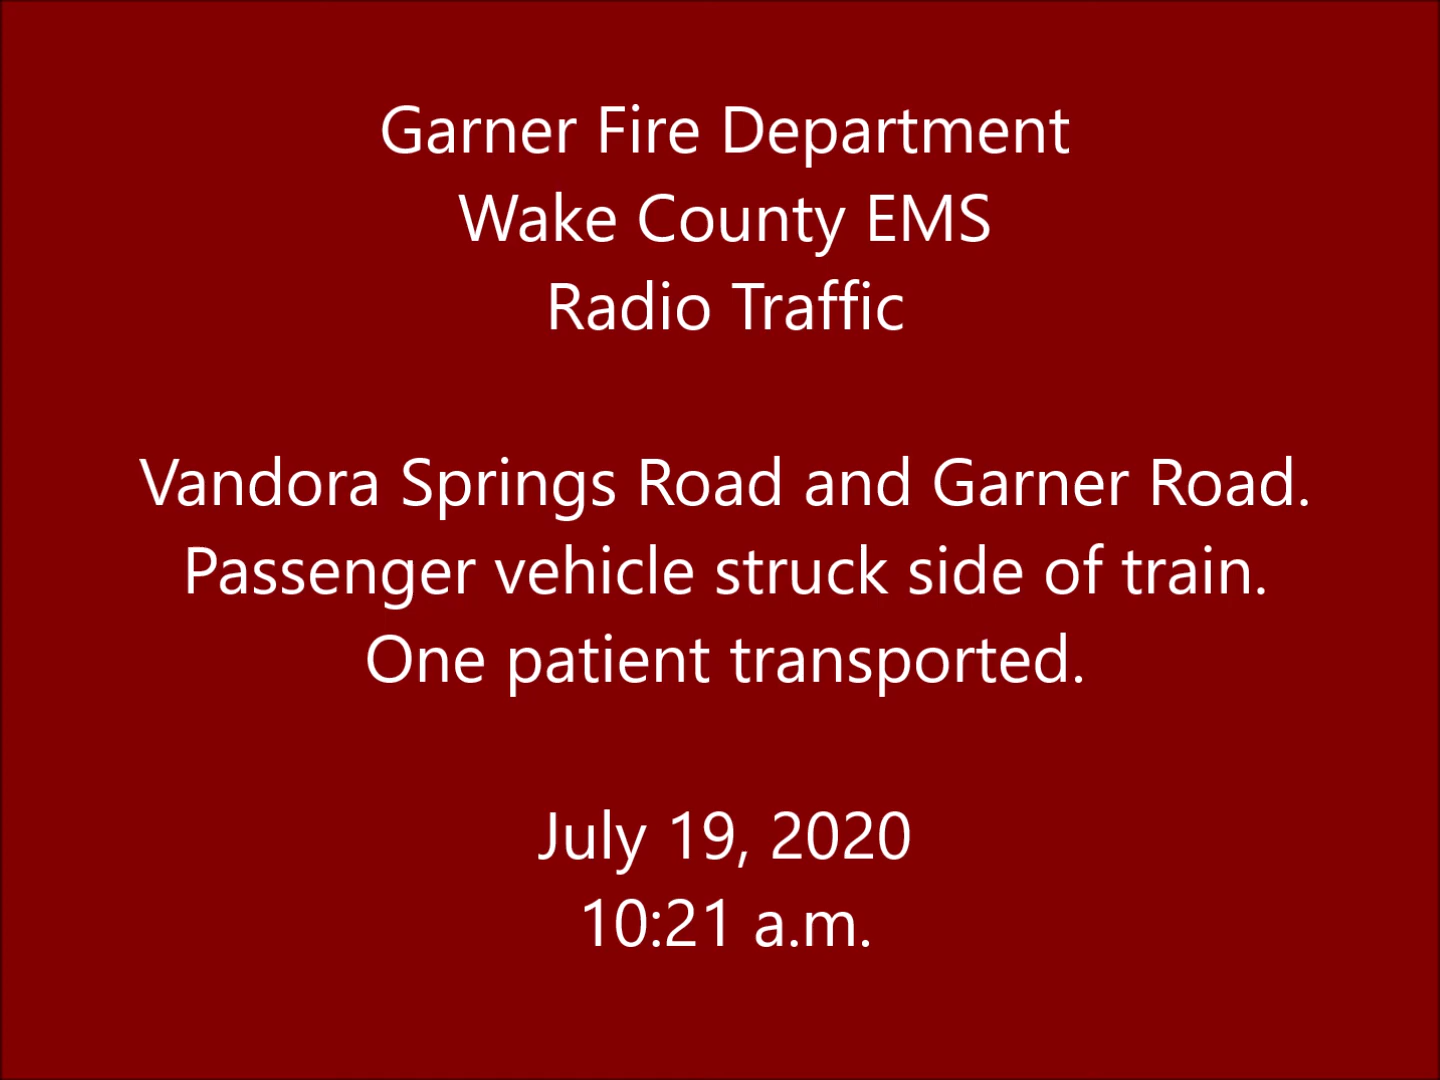 Garner Fire Department
Wake County EMS
Radio Traffic
Vandora Springs Road and Garner Road.
Passenger vehicle struck side of train.
One patient transported.
July 19, 2020
10:21 a.m.